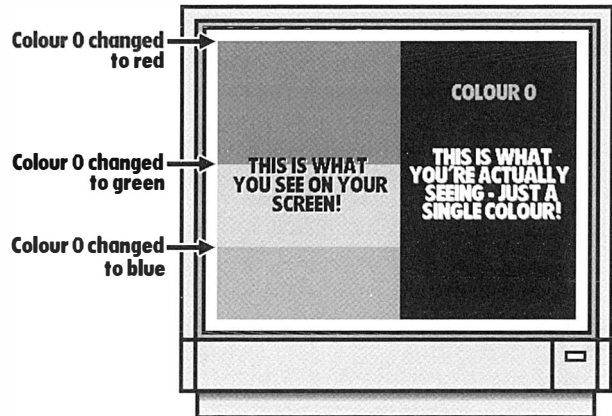 Colour 0 changed
to red
Colour 0 changed
to green
Colour 0 changed
to blue
THIS IS WHAT
YOU SEE ON YOUR
SCREEN!
COLOUR 0
THIS IS WHAT
YOU'RE ACTUALLY
SEEING - JUST A
SINGLE COLOUR!